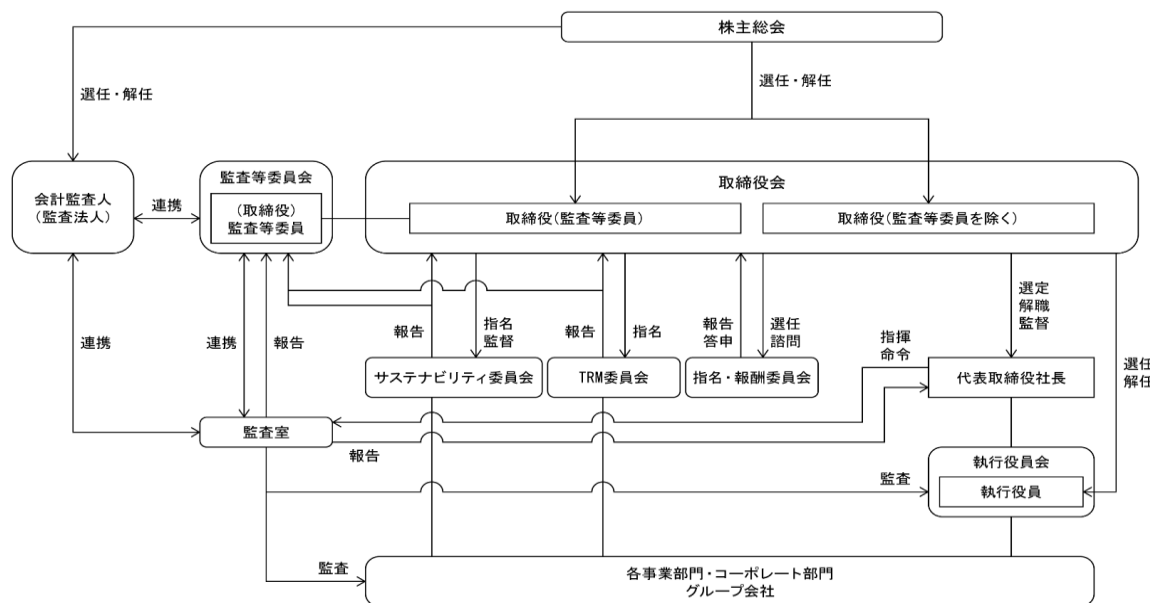 株主総会
選任・解任
選任・解任
会計監査人
(監査法人)
連携
監査等委員会
(取締役)
監査等委員
取締役会
取締役(監査等委員)
取締役(監査等委員を除く)
連携
連携
報告
報告
指名
監督
報告
指名
報告
答申
選任
諮問
選定
解職
監督
指揮
命令
選任
解任
サステナビリティ委員会
TRM委員会
指名・報酬委員会
代表取締役社長
監査室
報告
執行役員会
執行役員
監査
監査
各事業部門・コーポレート部門
グループ会社